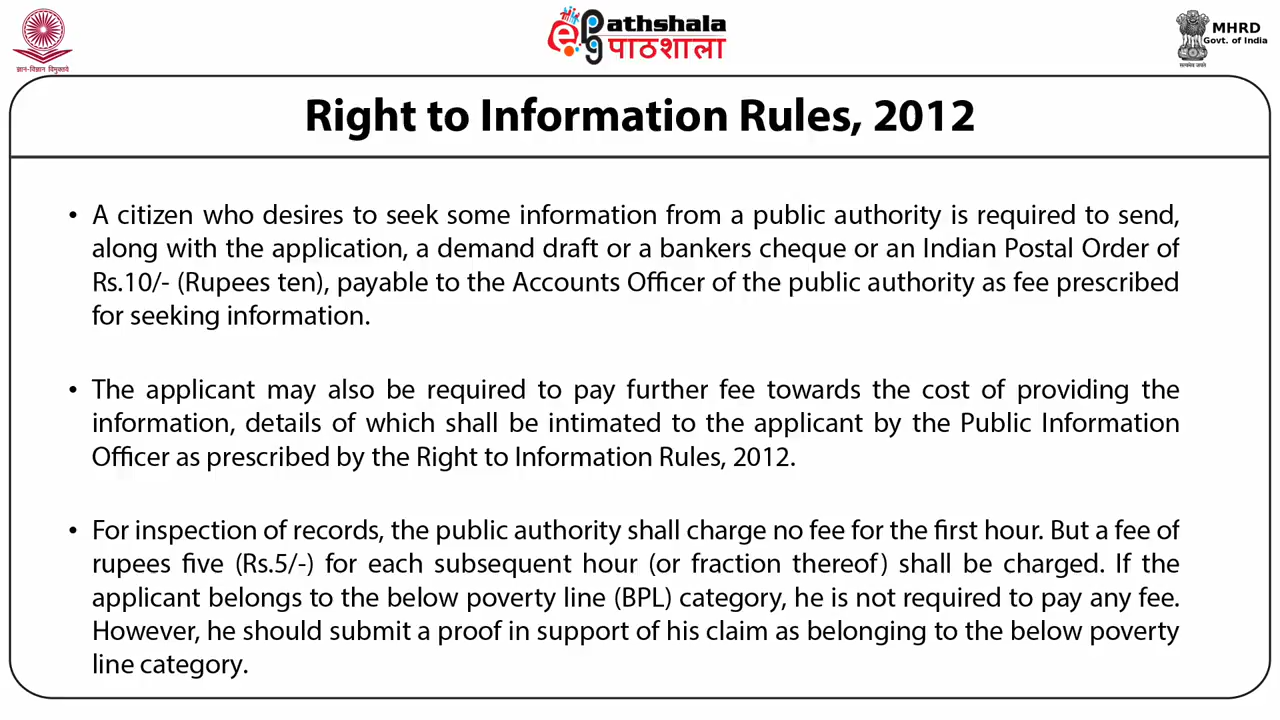 ज्ञान-विज्ञान विमुक्तये
ePathshala
पाठशाला
MHRD
Govt. of India
सत्यमेव जयते
Right to Information Rules, 2012
• A citizen who desires to seek some information from a public authority is required to send,
along with the application, a demand draft or a bankers cheque or an Indian Postal Order of
Rs.10/- (Rupees ten), payable to the Accounts Officer of the public authority as fee prescribed
for seeking information.
• The applicant may also be required to pay further fee towards the cost of providing the
information, details of which shall be intimated to the applicant by the Public Information
Officer as prescribed by the Right to Information Rules, 2012.
• For inspection of records, the public authority shall charge no fee for the first hour. But a fee of
rupees five (Rs.5/-) for each subsequent hour (or fraction thereof) shall be charged. If the
applicant belongs to the below poverty line (BPL) category, he is not required to pay any fee.
However, he should submit a proof in support of his claim as belonging to the below poverty
line category.